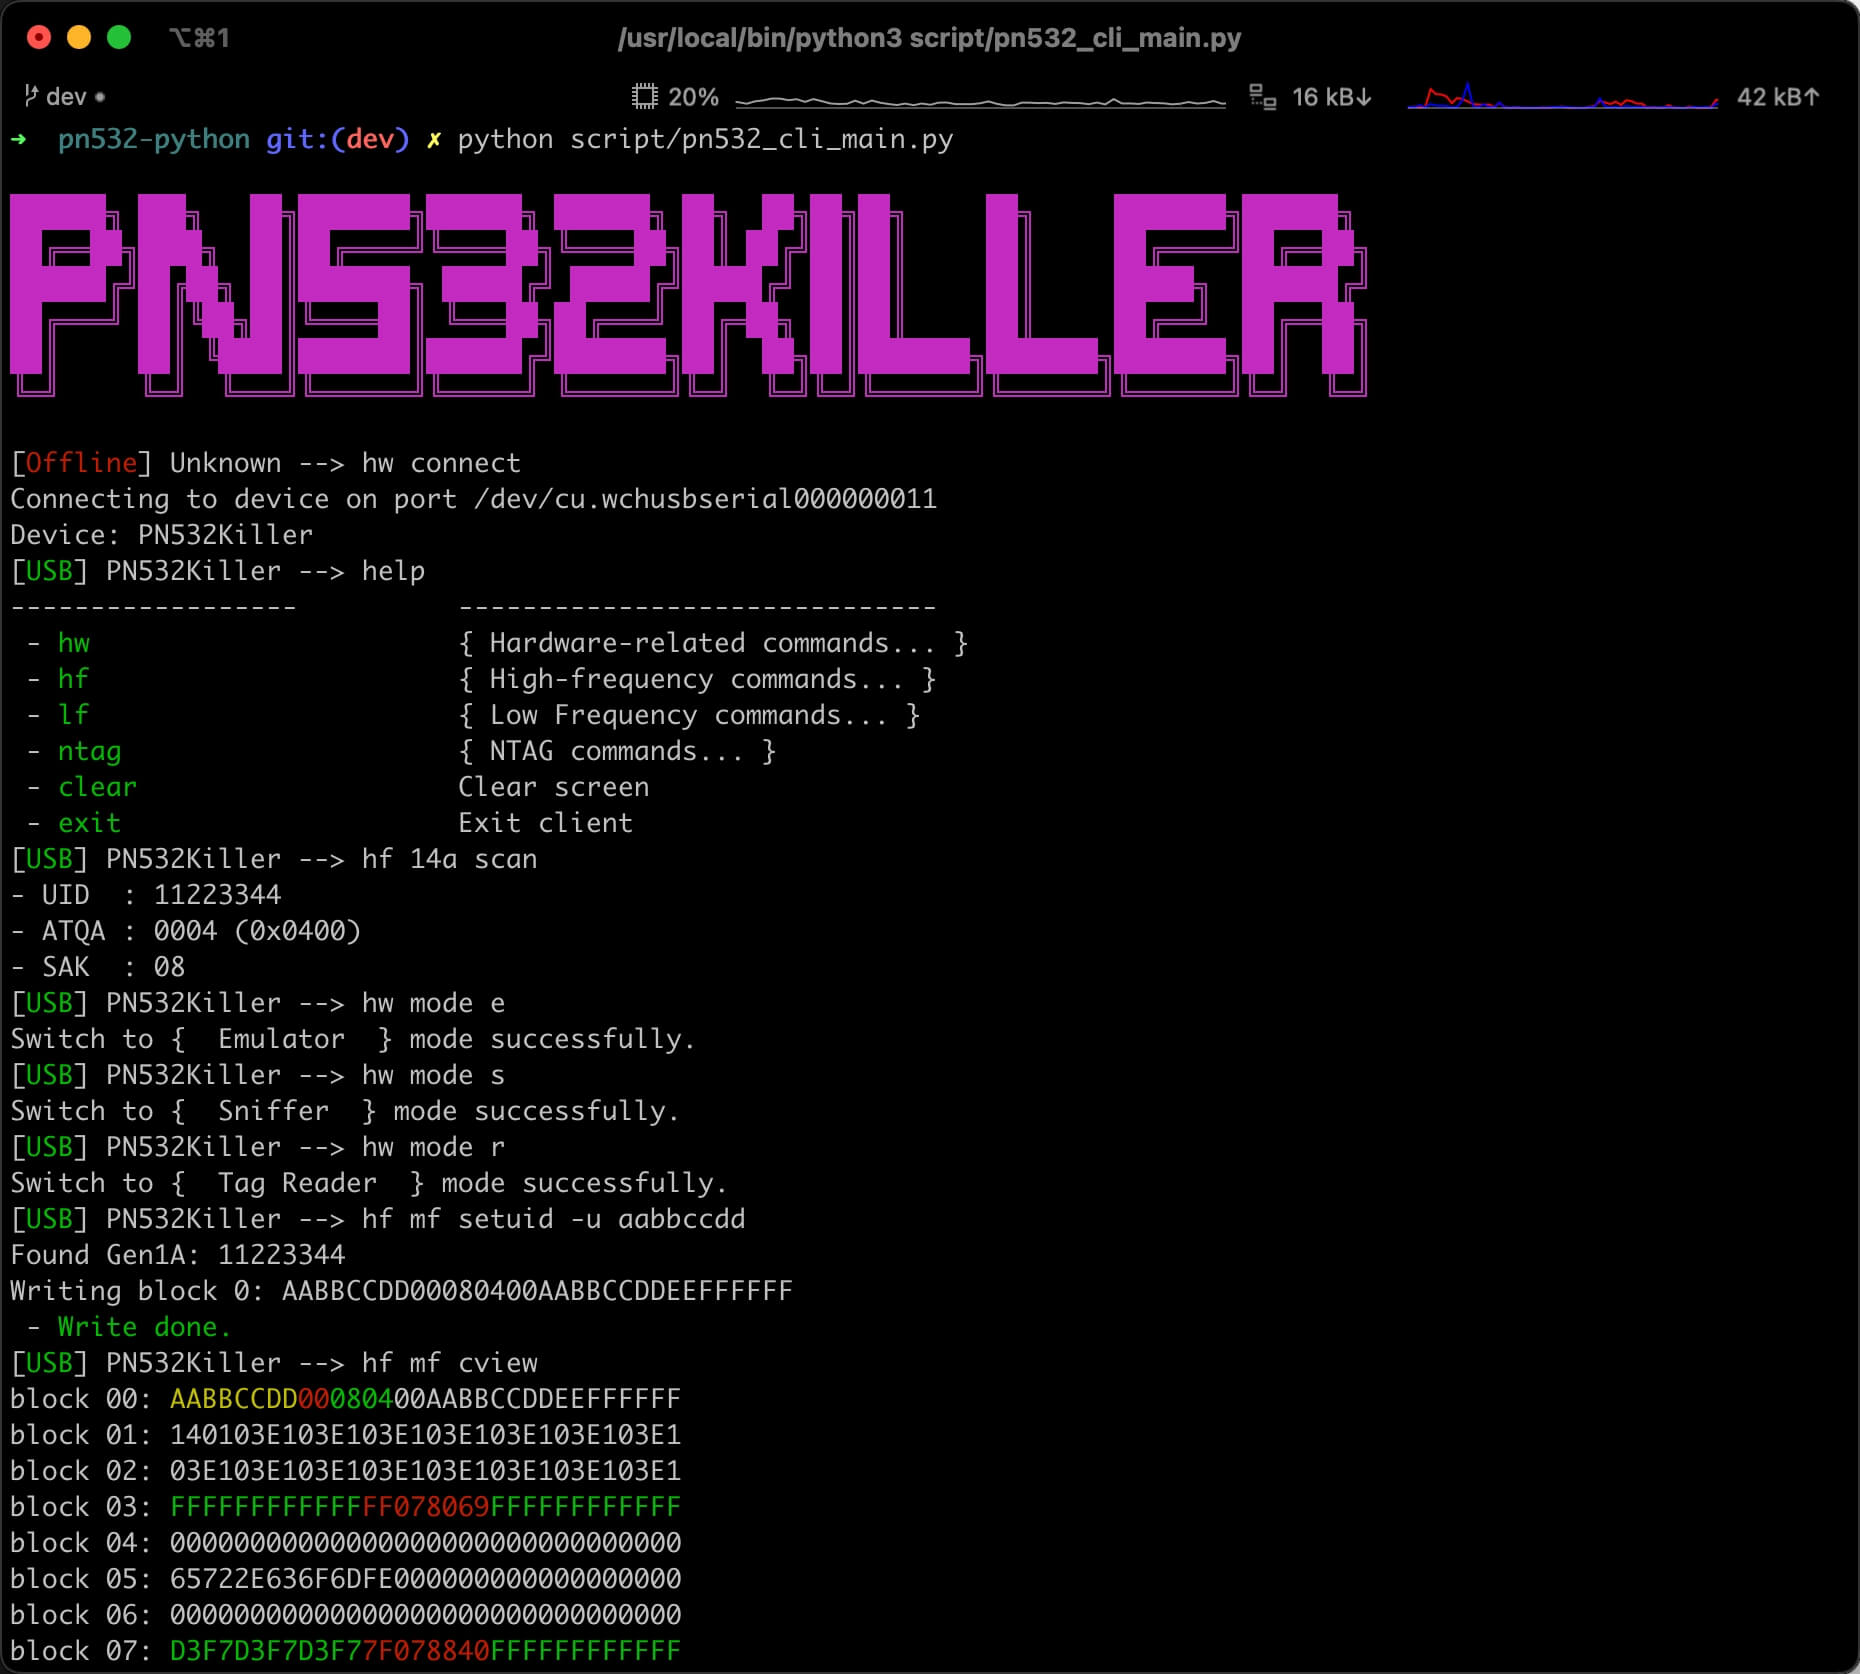 ⌥⌘1 /usr/local/bin/python3 script/pn532_cli_main.py
dev 20% 16 kB↓ 42 kB↑
➜ pn532-python git:(dev) ✗ python script/pn532_cli_main.py
PN532KILLER
[Offline] Unknown --> hw connect
Connecting to device on port /dev/cu.wchusbserial000000011
Device: PN532Killer
[USB] PN532Killer --> help
------------------ ------------------------------
- hw { Hardware-related commands... }
- hf { High-frequency commands... }
- lf { Low Frequency commands... }
- ntag { NTAG commands... }
- clear Clear screen
- exit Exit client
[USB] PN532Killer --> hf 14a scan
- UID : 11223344
- ATQA : 0004 (0x0400)
- SAK : 08
[USB] PN532Killer --> hw mode e
Switch to { Emulator } mode successfully.
[USB] PN532Killer --> hw mode s
Switch to { Sniffer } mode successfully.
[USB] PN532Killer --> hw mode r
Switch to { Tag Reader } mode successfully.
[USB] PN532Killer --> hf mf setuid -u aabbccdd
Found Gen1A: 11223344
Writing block 0: AABBCCDD00080400AABBCCDDEEFFFFFF
- Write done.
[USB] PN532Killer --> hf mf cview
block 00: AABBCCDD00080400AABBCCDDEEFFFFFF
block 01: 140103E103E103E103E103E103E103E1
block 02: 03E103E103E103E103E103E103E103E1
block 03: FFFFFFFFFFFFFF078069FFFFFFFFFFFF
block 04: 00000000000000000000000000000000
block 05: 65722E636F6DFE000000000000000000
block 06: 00000000000000000000000000000000
block 07: D3F7D3F7D3F77F078840FFFFFFFFFFFF